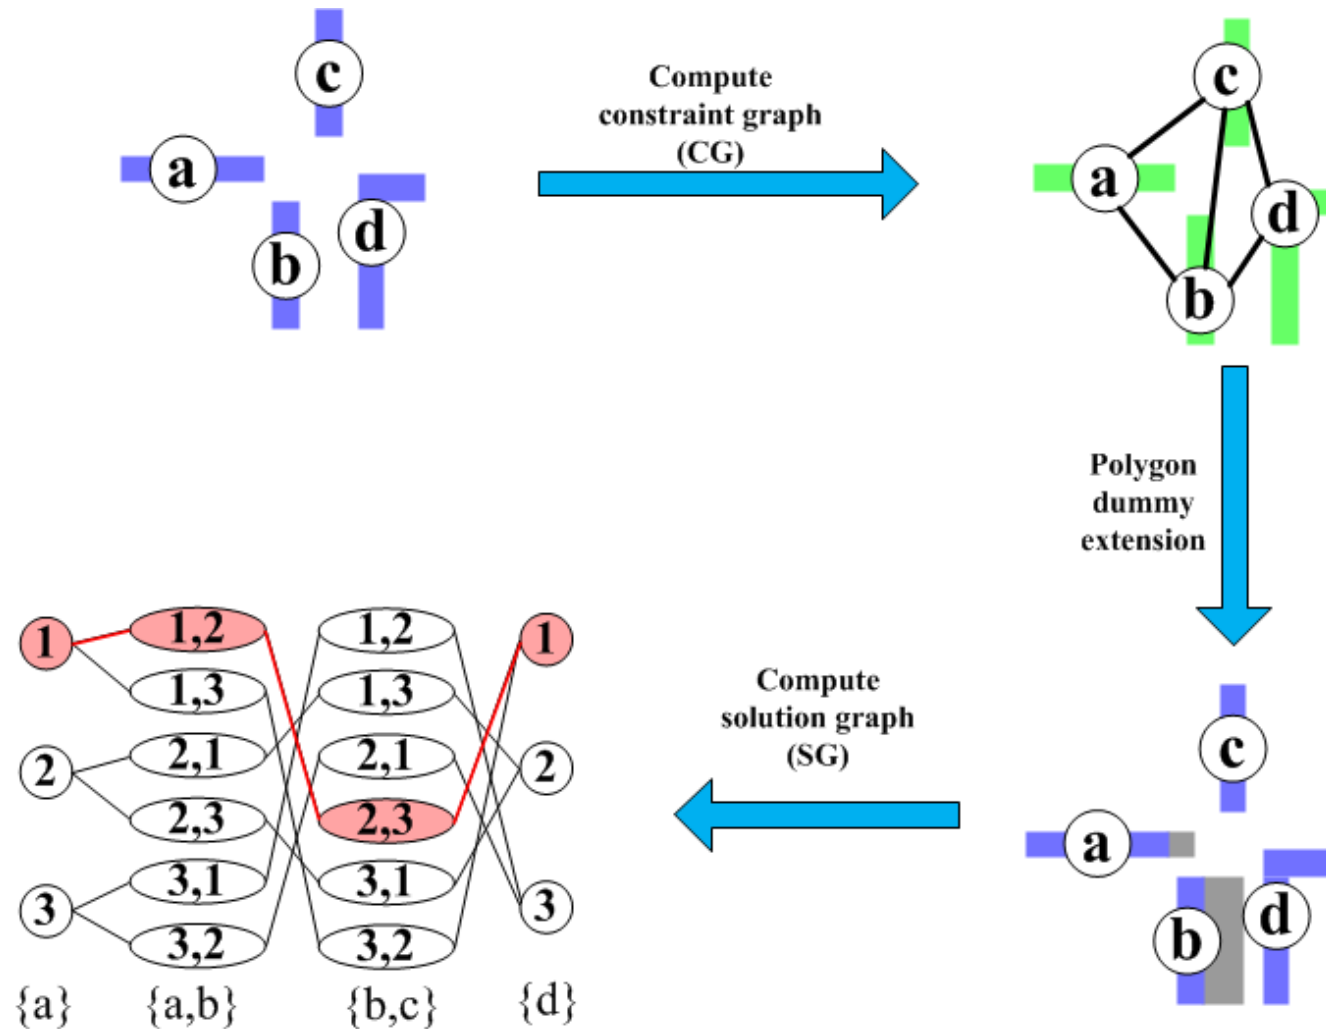 c
a
b
d
Compute
constraint graph
(CG)
c
a
d
b
Polygon
dummy
extension
c
a
b
d
Compute
solution graph
(SG)
1
1,2
1,2
1
1,3
1,3
2
2,1
2,1
2
2,3
2,3
3
3,1
3,1
3
3,2
3,2
{a}
{a,b}
{b,c}
{d}